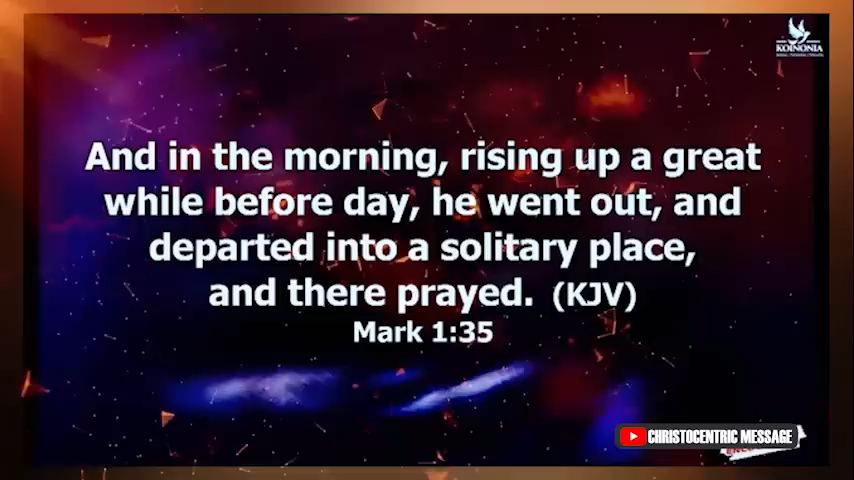 KOINONIA
And in the morning, rising up a great
while before day, he went out, and
departed into a solitary place,
and there prayed. (KJV)
Mark 1:35
CHRISTOCENTRIC MESSAGE